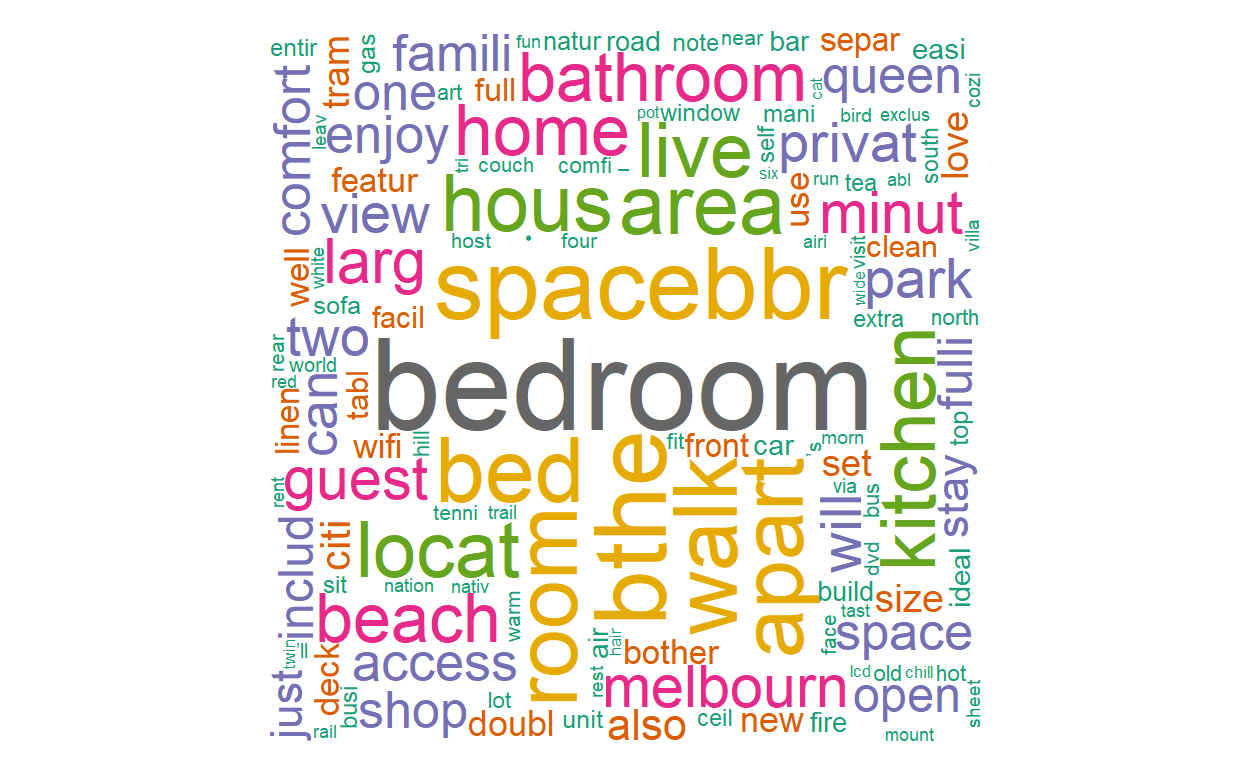 entir
tram
gas
famili
fun
natur
road
note
near
bar
separ
easi
comfort
one
art
full
bathroom
cat
queen
cozi
leav
enjoy
home
pot
window
mani
bird
exclus
live
self
privat
south
love
tri
couch
comfi
–
six
featur
view
hous
area
use
run
tea
abl
minut
host
•
four
airi
visit
clean
villa
well
white
larg
spacebbr
wide
park
sofa
facil
extra
north
two
rear
world
red
can
tabl
bedroom
kitchen
fulli
linen
wifi
hill
fit
front
car
's
morn
top
set
guest
bed
bthe
walk
apart
via
bus
stay
rent
tenni
trail
will
includ
citi
locat
room
dvd
ideal
sit
nation
nativ
build
size
tast
beach
warm
air
hair
face
space
twin
'll
deck
access
bother
rest
lcd
old
chill
hot
just
busi
shop
lot
melbourn
open
sheet
doubl
unit
also
ceil
new
fire
rail
mount